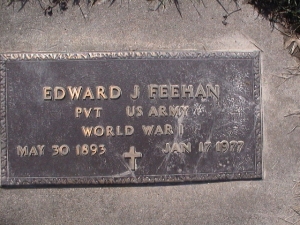 EDWARD J FEEHAN
PVT US ARMY
WORLD WAR I
MAY 30 1893 JAN 17 1977